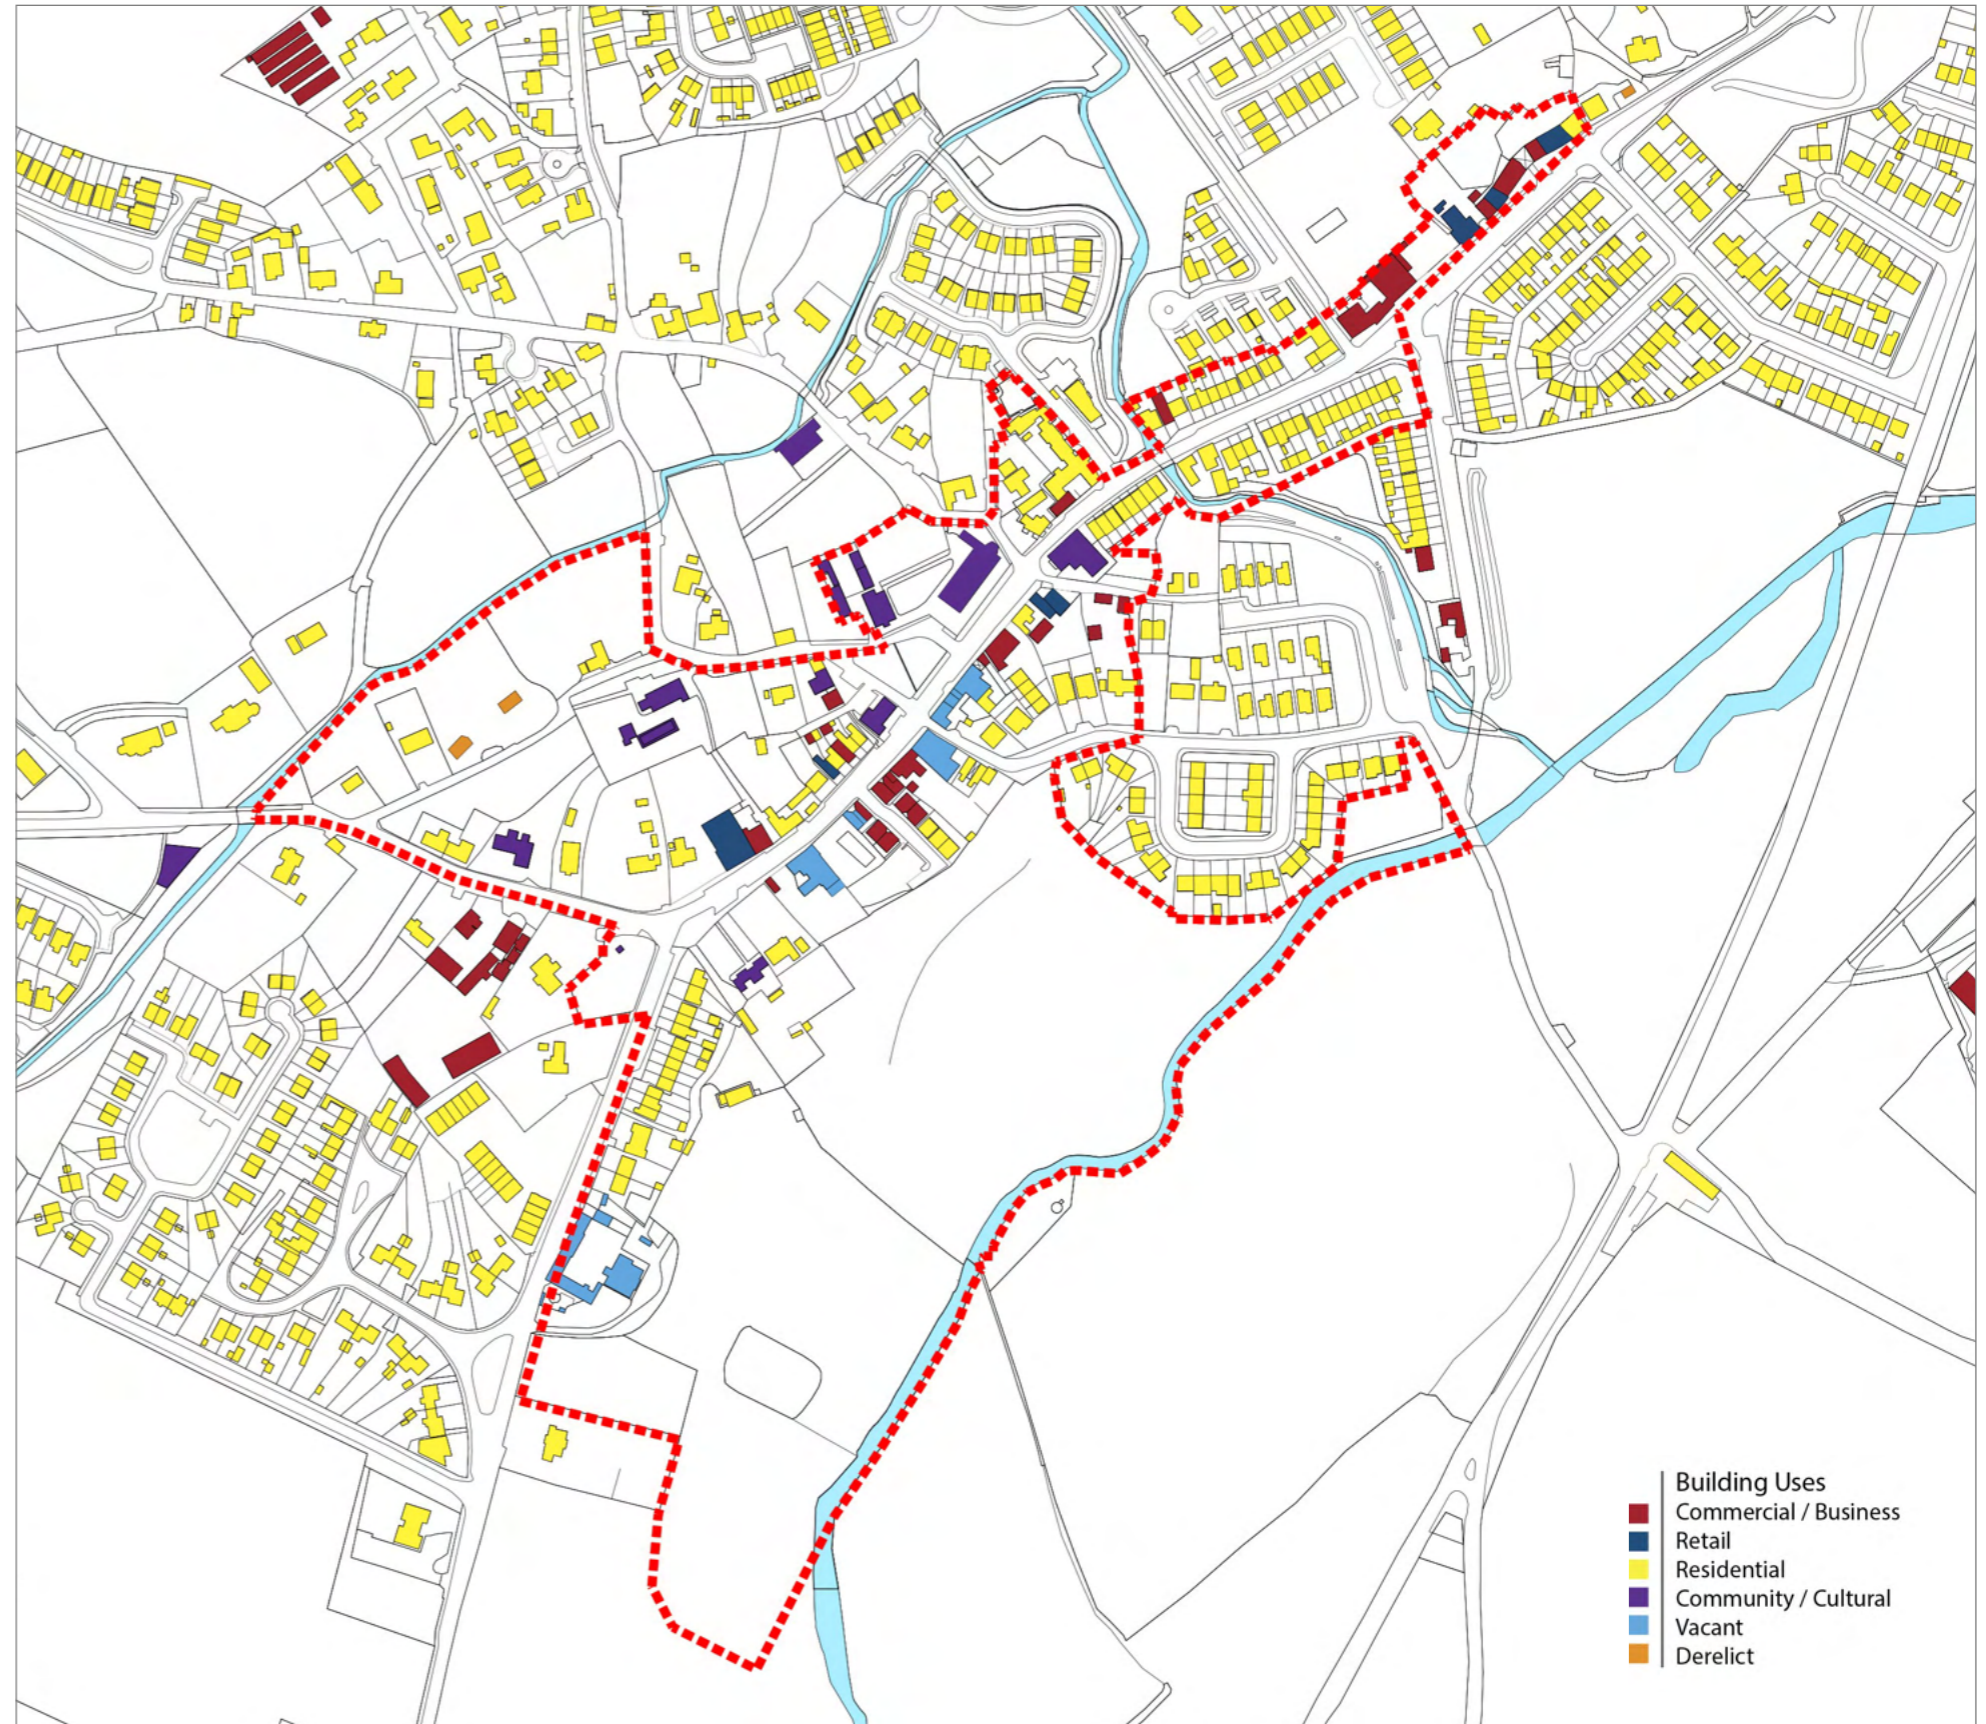 Building Uses
Commercial / Business
Retail
Residential
Community / Cultural
Vacant
Derelict